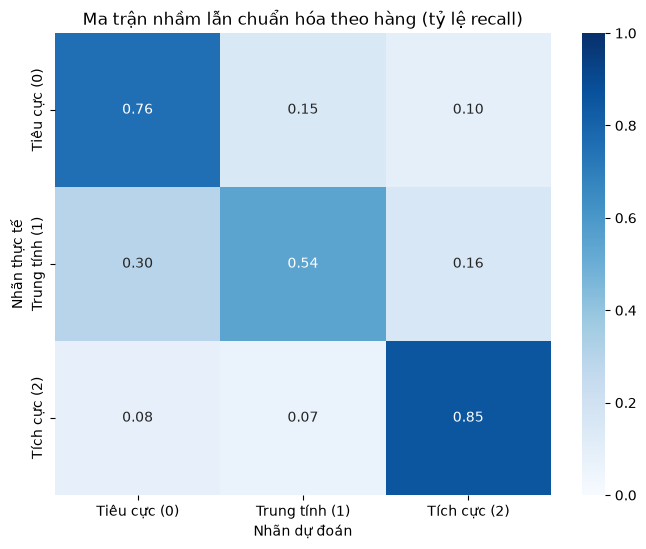 Ma trận nhầm lẫn chuẩn hóa theo hàng (tỷ lệ recall)
Nhãn thực tế
Tiêu cực (0)
0.76
0.15
0.10
Trung tính (1)
0.30
0.54
0.16
Tích cực (2)
0.08
0.07
0.85
Tiêu cực (0)
Trung tính (1)
Tích cực (2)
Nhãn dự đoán
1.0
0.8
0.6
0.4
0.2
0.0